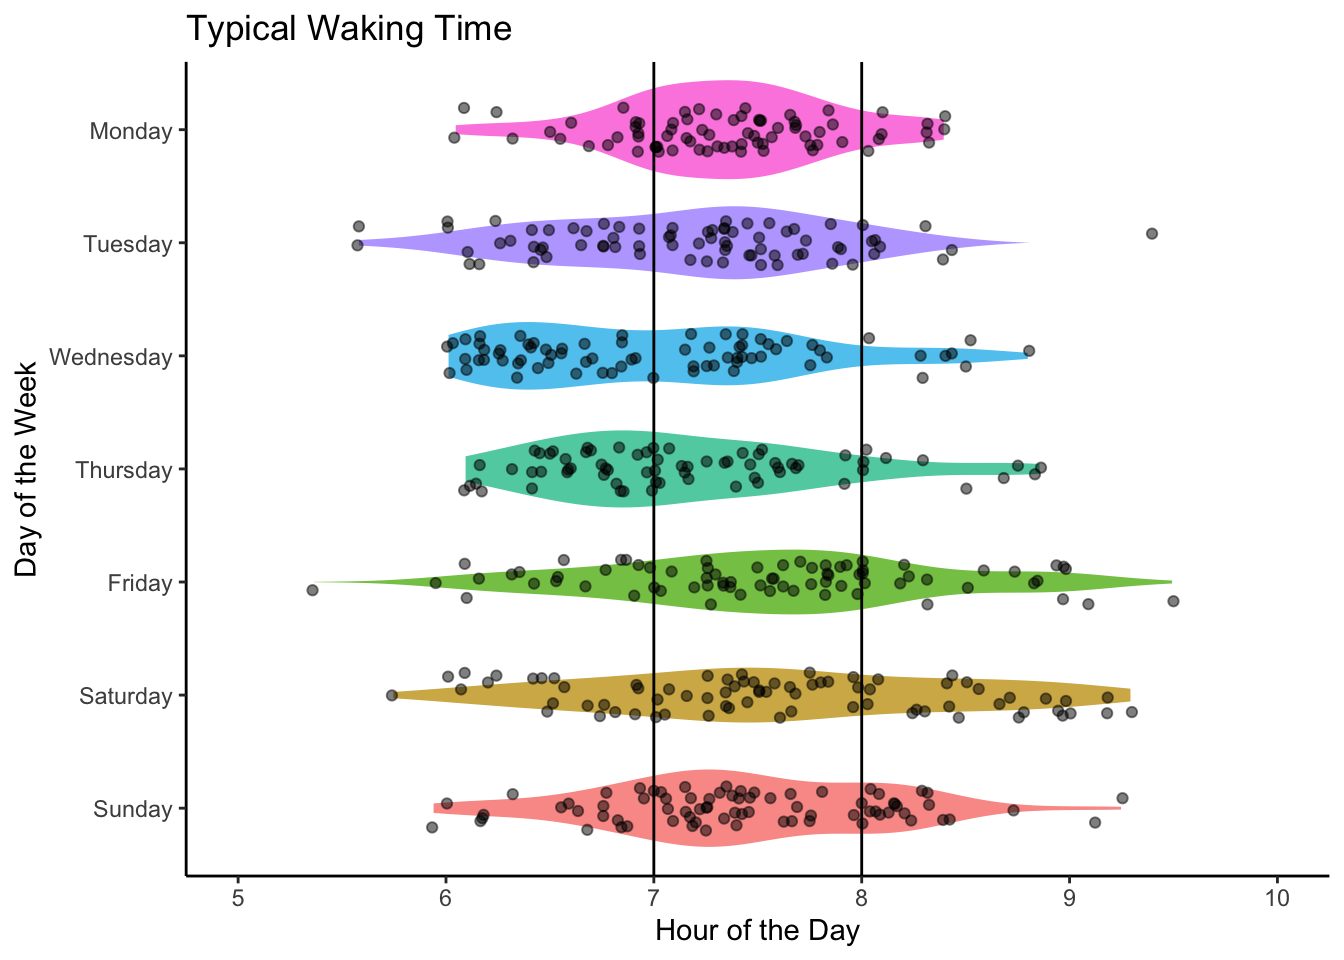 Typical Waking Time
Monday
Tuesday
Wednesday
Thursday
Friday
Saturday
Sunday
Day of the Week
5 6 7 8 9 10
Hour of the Day